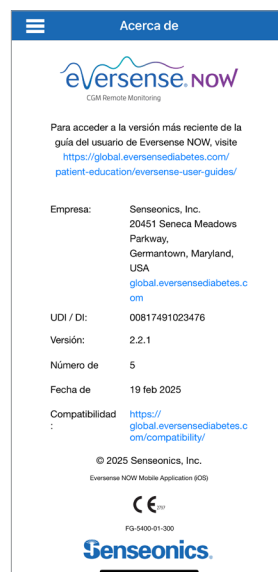 Acerca de
eversense. NOW
CGM Remote Monitoring
Para acceder a la versión más reciente de la
guía del usuario de Eversense NOW, visite
https://global.eversensediabetes.com/
patient-education/eversense-user-guides/
Empresa: Senseonics, Inc.
20451 Seneca Meadows
Parkway,
Germantown, Maryland,
USA
global.eversensediabetes.c
om
UDI / DI: 00817491023476
Versión: 2.2.1
Número de 5
Fecha de 19 feb 2025
Compatibilidad https://
: global.eversensediabetes.c
om/compatibility/
© 2025 Senseonics, Inc.
Eversense NOW Mobile Application (iOS)
CE 2797
FG-5400-01-300
Senseonics.